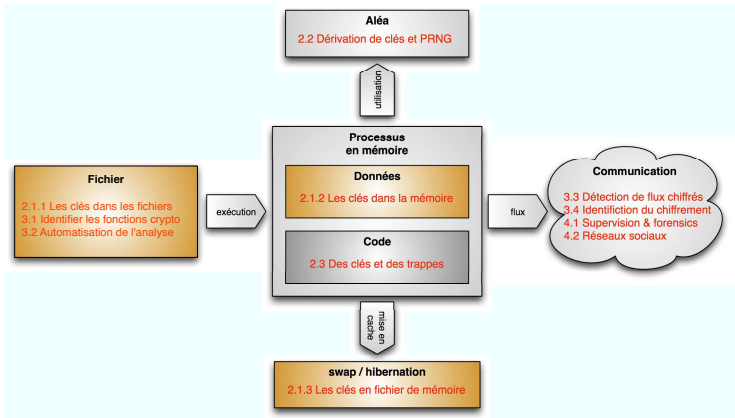 Aléa
2.2 Dérivation de clés et PRNG
utilisation
Processus
en mémoire
Fichier
2.1.1 Les clés dans les fichiers
3.1 Identifier les fonctions crypto
3.2 Automatisation de l'analyse
exécution
Données
2.1.2 Les clés dans la mémoire
Code
2.3 Des clés et des trappes
flux
Communication
3.3 Détection de flux chiffrés
3.4 Identifiction du chiffrement
4.1 Supervision & forensics
4.2 Réseaux sociaux
mise en
cache
swap / hibernation
2.1.3 Les clés en fichier de mémoire